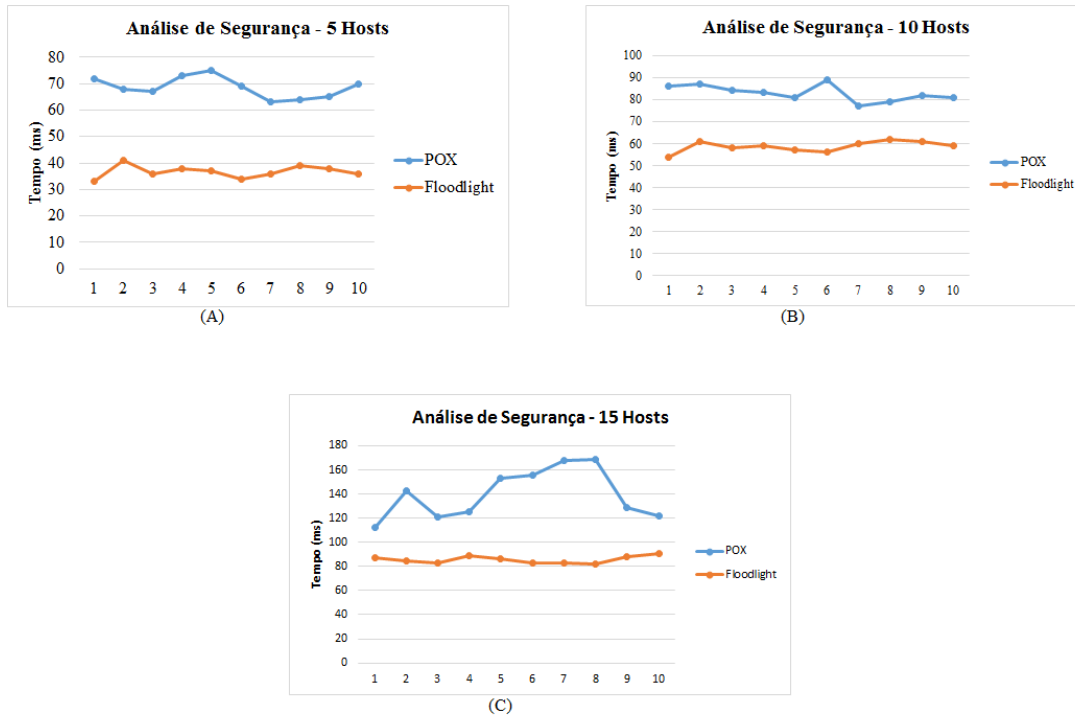 Análise de Segurança - 5 Hosts
80
70
60
50
40
30
20
10
0
Tempo (ms)
1 2 3 4 5 6 7 8 9 10
POX
Floodlight
(A)
Análise de Segurança - 10 Hosts
100
90
80
70
60
50
40
30
20
10
0
Tempo (ms)
1 2 3 4 5 6 7 8 9 10
POX
Floodlight
(B)
Análise de Segurança - 15 Hosts
180
160
140
120
100
80
60
40
20
0
Tempo (ms)
1 2 3 4 5 6 7 8 9 10
POX
Floodlight
(C)